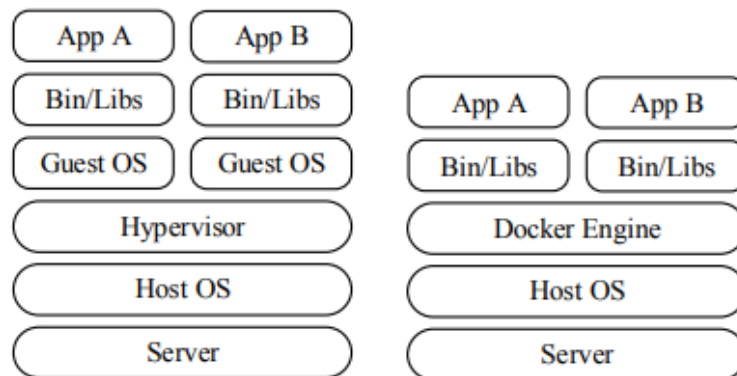 App A App B
Bin/Libs Bin/Libs
Guest OS Guest OS
Hypervisor
Host OS
Server
App A App B
Bin/Libs Bin/Libs
Docker Engine
Host OS
Server